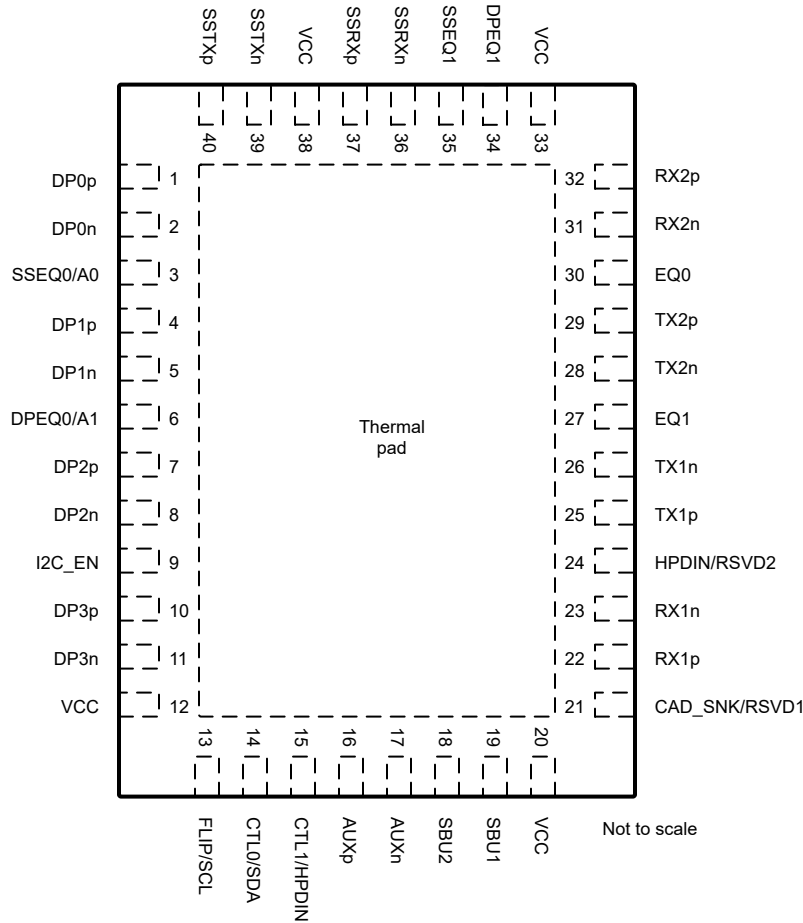 SSTXp
SSTXn
VCC
SSRXp
SSRXn
SSEQ1
DPEQ1
VCC
40
39
38
37
36
35
34
33
DP0p 1
DP0n 2
SSEQ0/A0 3
DP1p 4
DP1n 5
DPEQ0/A1 6
DP2p 7
DP2n 8
I2C_EN 9
DP3p 10
DP3n 11
VCC 12
Thermal
pad
32 RX2p
31 RX2n
30 EQ0
29 TX2p
28 TX2n
27 EQ1
26 TX1n
25 TX1p
24 HPDIN/RSVD2
23 RX1n
22 RX1p
21 CAD_SNK/RSVD1
13
14
15
16
17
18
19
20
FLIP/SCL
CTL0/SDA
CTL1/HPDIN
AUXp
AUXn
SBU2
SBU1
VCC
Not to scale